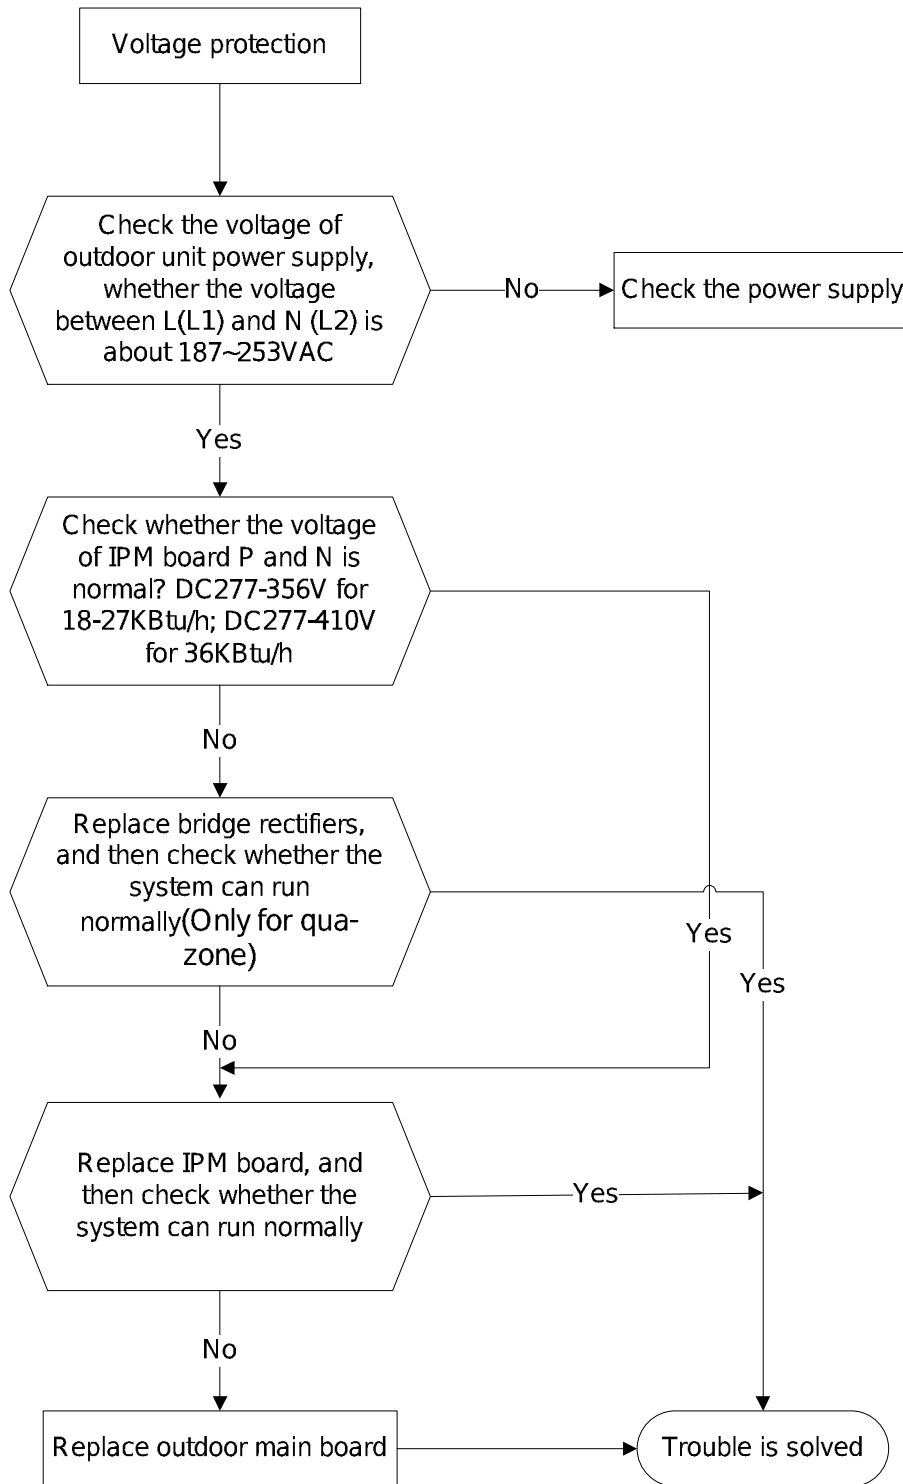 Voltage protection
Check the voltage of
outdoor unit power supply,
whether the voltage
between L(L1) and N (L2) is
about 187~253VAC
No
Check the power supply
Yes
Check whether the voltage
of IPM board P and N is
normal? DC277-356V for
18-27KBtu/h; DC277-410V
for 36KBtu/h
No
Replace bridge rectifiers,
and then check whether the
system can run
normally(Only for qua-
zone)
Yes
Yes
No
Replace IPM board, and
then check whether the
system can run normally
Yes
No
Replace outdoor main board
Trouble is solved